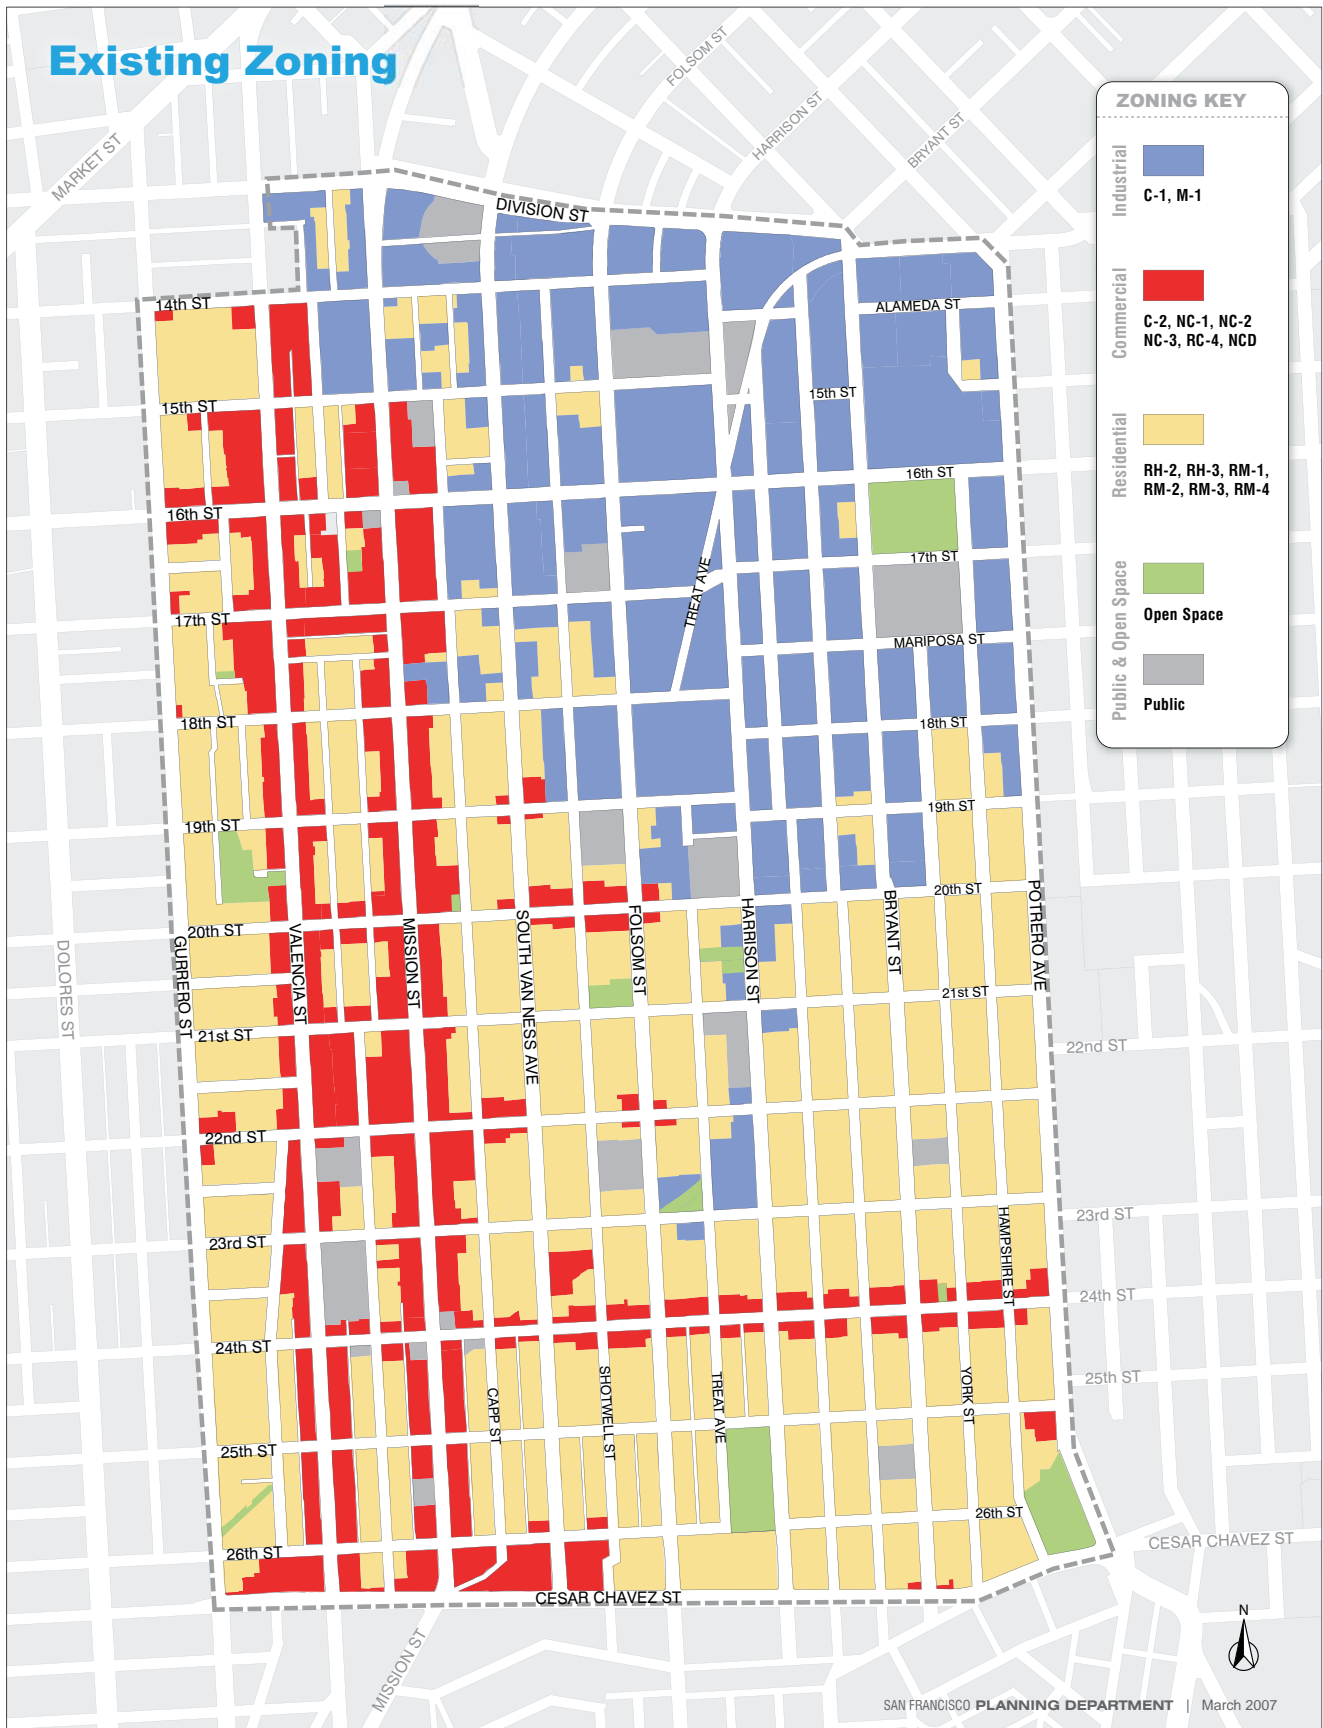 Existing Zoning
MARKET ST
FOLSOM ST
HARRISON ST
BRYANT ST
ZONING KEY
Industrial
C-1, M-1
Commercial
C-2, NC-1, NC-2
NC-3, RC-4, NCD
Residential
RH-2, RH-3, RM-1,
RM-2, RM-3, RM-4
Public & Open Space
Open Space
Public
DIVISION ST
14th ST
ALAMEDA ST
15th ST
15th ST
16th ST
16th ST
17th ST
TREAT AVE
17th ST
MARIPOSA ST
18th ST
18th ST
19th ST
19th ST
20th ST
20th ST
POTRERO AVE
DOLORES ST
GURRERO ST
VALENCIA ST
MISSION ST
SOUTH VAN NESS AVE
FOLSOM ST
HARRISON ST
BRYANT ST
21st ST
21st ST
22nd ST
22nd ST
23rd ST
HAMPSHIRE ST
23rd ST
24th ST
24th ST
CAPP ST
SHOTWELL ST
TREAT AVE
YORK ST
25th ST
25th ST
26th ST
26th ST
CESAR CHAVEZ ST
CESAR CHAVEZ ST
MISSION ST
N
SAN FRANCISCO PLANNING DEPARTMENT | March 2007